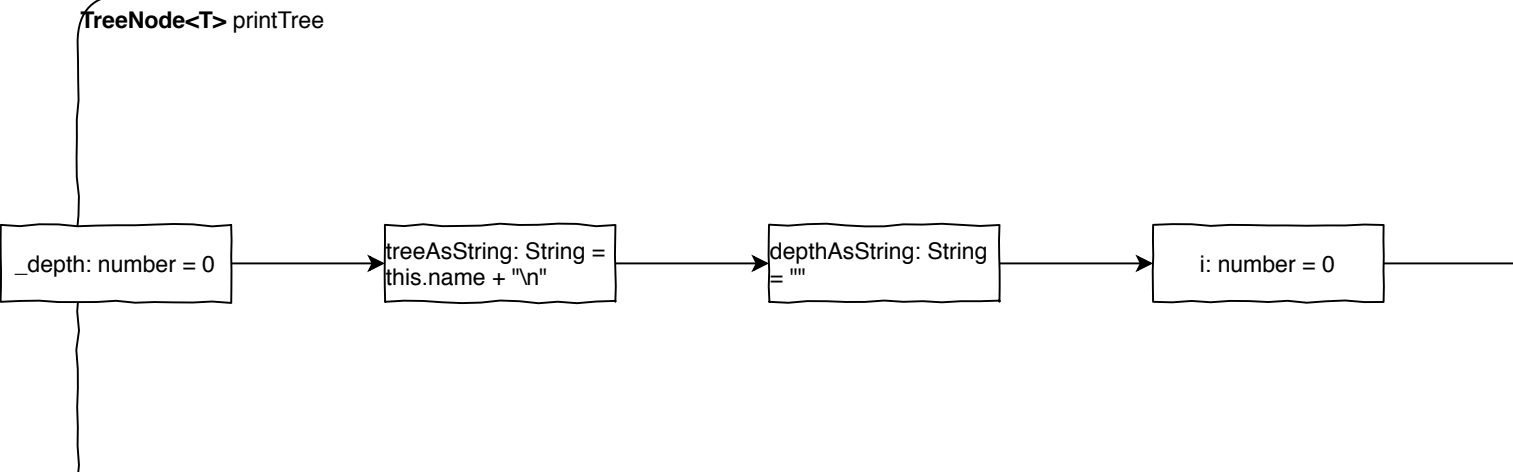 TreeNode<T> printTree
_depth: number = 0
treeAsString: String =
this.name + "\n"
depthAsString: String
= ""
i: number = 0